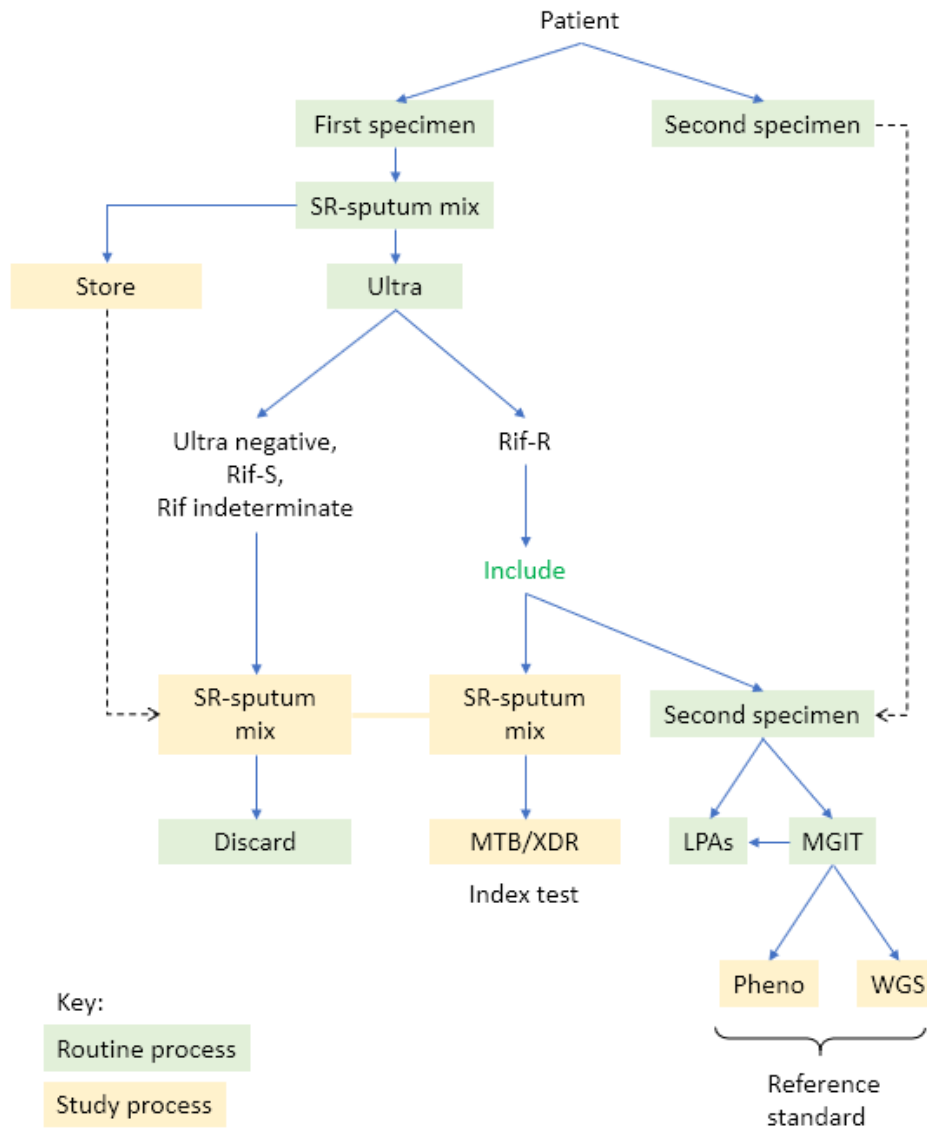 Patient
First specimen
Second specimen
SR-sputum mix
Store
Ultra
Ultra negative,
Rif-S,
Rif indeterminate
Rif-R
Include
SR-sputum
mix
SR-sputum
mix
Second specimen
Discard
MTB/XDR
LPAs
MGIT
Index test
Pheno
WGS
Key:
Routine process
Study process
Reference
standard